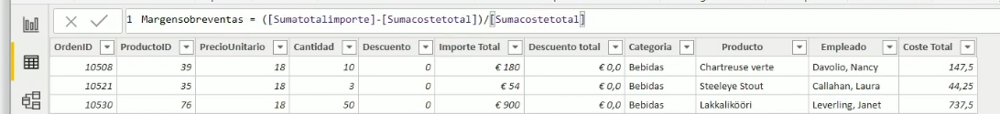 1 Margensobreventas = ([Sumatotalimporte]-[Sumacostetotal])/[Sumacostetotal]
OrdenID ProductoID PrecioUnitario Cantidad Descuento Importe Total Descuento total Categoria Producto Empleado Coste Total
10508 39 18 10 0 € 180 € 0,0 Bebidas Chartreuse verte Davolio, Nancy 147,5
10521 35 18 3 0 € 54 € 0,0 Bebidas Steeleye Stout Callahan, Laura 44,25
10530 76 18 50 0 € 900 € 0,0 Bebidas Lakkalikööri Leverling, Janet 737,5